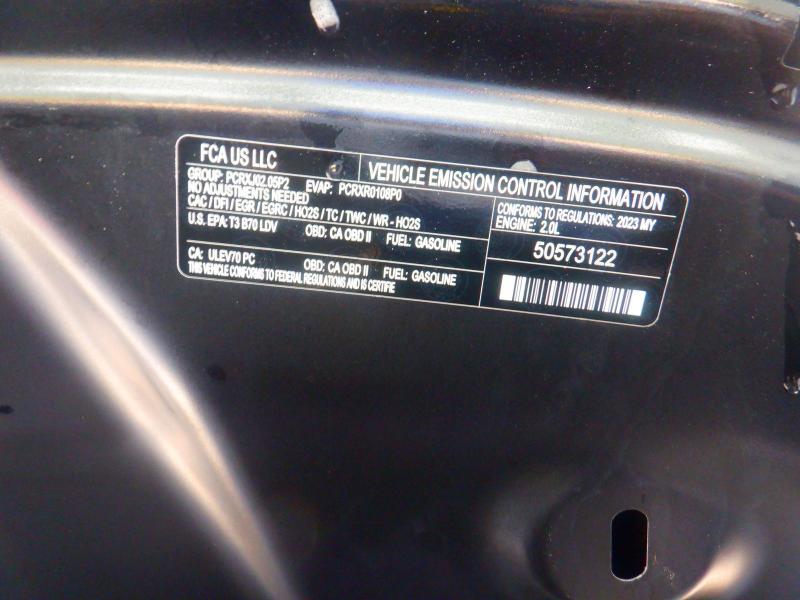 FCA US LLC
VEHICLE EMISSION CONTROL INFORMATION
GROUP: PCRXJ02.05P2 EVAP: PCRXR0108P0
NO ADJUSTMENTS NEEDED
CAC / DFI / EGR / EGRC / HO2S / TC / TWC / WR - HO2S
U.S. EPA: T3 B70 LDV OBD: CA OBD II FUEL: GASOLINE
CA: ULEV70 PC OBD: CA OBD II FUEL: GASOLINE
THIS VEHICLE CONFORMS TO FEDERAL REGULATIONS AND IS CERTIFIE
CONFORMS TO REGULATIONS: 2023 MY
ENGINE: 2.0L
50573122